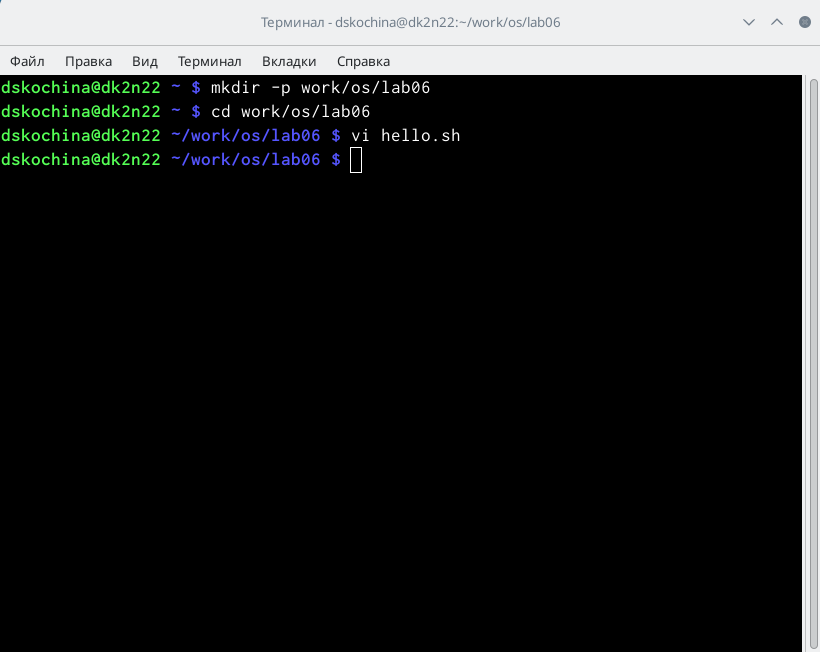 Терминал - dskochina@dk2n22:~/work/os/lab06
Файл Правка Вид Терминал Вкладки Справка
dskochina@dk2n22 ~ $ mkdir -p work/os/lab06
dskochina@dk2n22 ~ $ cd work/os/lab06
dskochina@dk2n22 ~/work/os/lab06 $ vi hello.sh
dskochina@dk2n22 ~/work/os/lab06 $